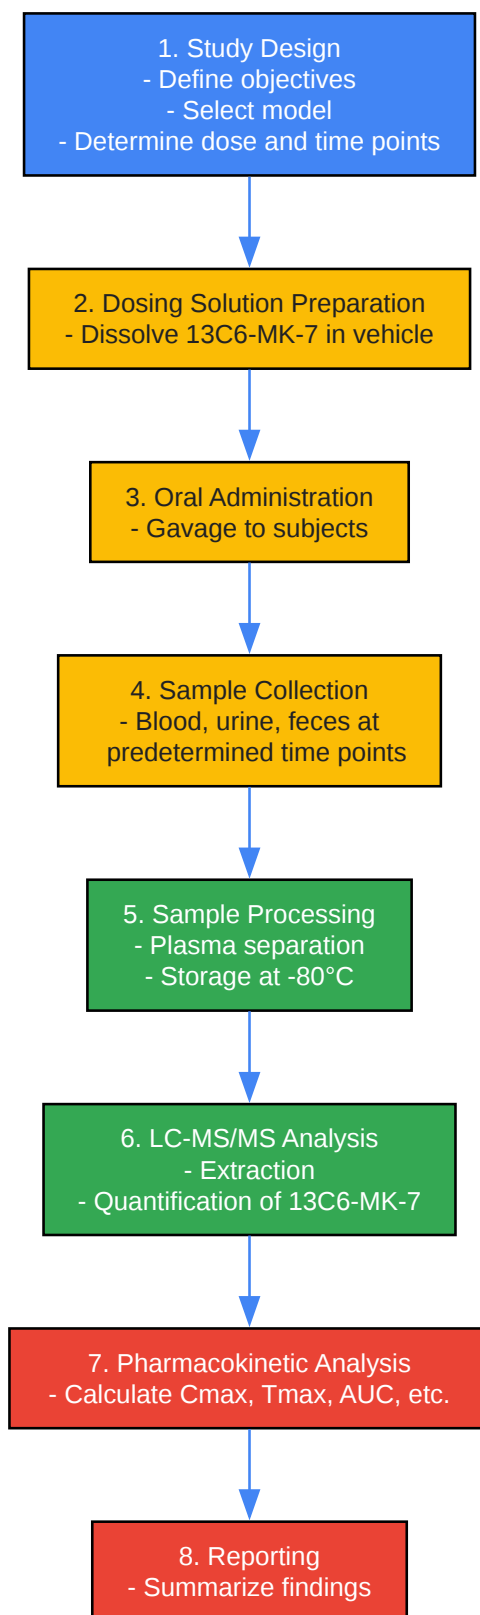 1. Study Design
- Define objectives
- Select model
- Determine dose and time points
2. Dosing Solution Preparation
- Dissolve 13C6-MK-7 in vehicle
3. Oral Administration
- Gavage to subjects
4. Sample Collection
- Blood, urine, feces at
predetermined time points
5. Sample Processing
- Plasma separation
- Storage at -80°C
6. LC-MS/MS Analysis
- Extraction
- Quantification of 13C6-MK-7
7. Pharmacokinetic Analysis
- Calculate Cmax, Tmax, AUC, etc.
8. Reporting
- Summarize findings